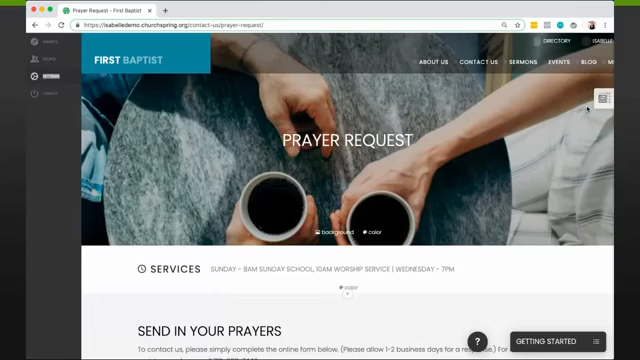 Prayer Request - First Baptist
https://isabelledemo.churchspring.org/contact-us/prayer-request/
DIRECTORY
ISABELLE
FIRST BAPTIST
ABOUT US
CONTACT US
SERMONS
EVENTS
BLOG
SETTINGS
PRAYER REQUEST
background
color
SERVICES
SUNDAY - 8AM SUNDAY SCHOOL, 10AM WORSHIP SERVICE | WEDNESDAY - 7PM
color
SEND IN YOUR PRAYERS
To contact us, please simply complete the online form below. (Please allow 1-2 business days for a
GETTING STARTED
?